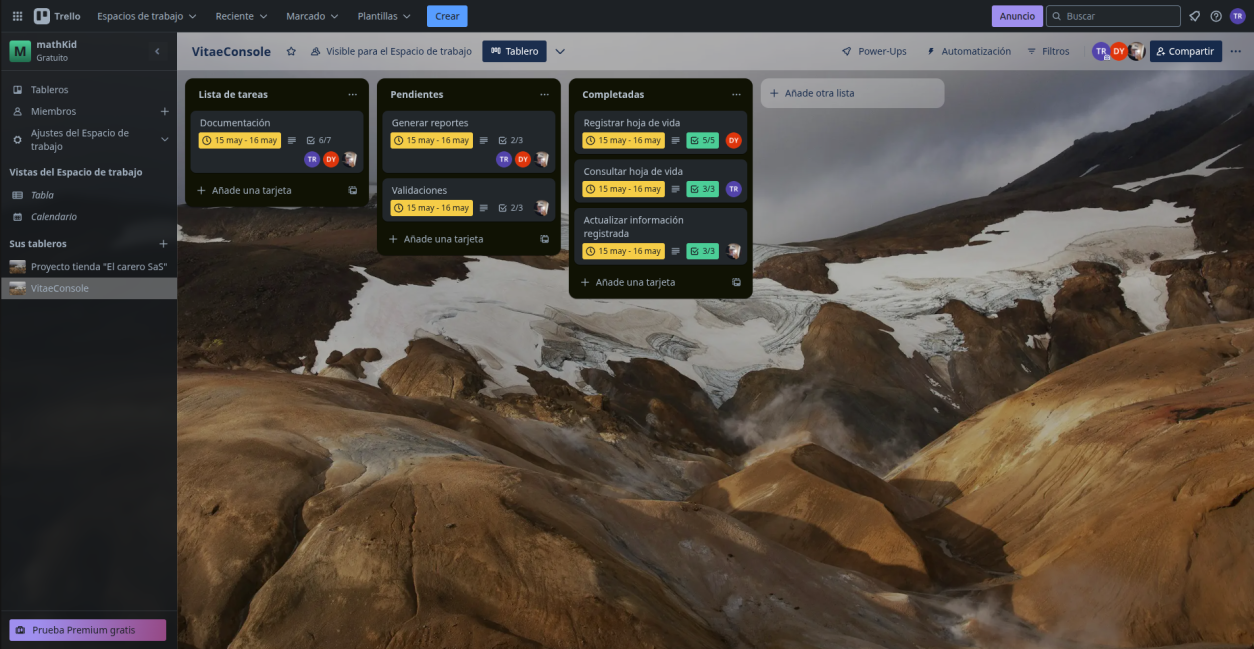 Trello
Espacios de trabajo
Reciente
Marcado
Plantillas
Crear
Anuncio
Buscar
TR
M
mathKid
Gratuito
VitaeConsole
Visible para el Espacio de trabajo
Tablero
Power-Ups
Automatización
Filtros
TR
DY
Compartir
Tableros
Miembros
Ajustes del Espacio de
trabajo
Vistas del Espacio de trabajo
Tabla
Calendario
Sus tableros
Proyecto tienda "El carero SaS"
VitaeConsole
Prueba Premium gratis
Lista de tareas
Documentación
15 may - 16 may
6/7
TR
DY
Añade una tarjeta
Pendientes
Generar reportes
15 may - 16 may
2/3
TR
DY
Validaciones
15 may - 16 may
2/3
Añade una tarjeta
Completadas
Registrar hoja de vida
15 may - 16 may
5/5
DY
Consultar hoja de vida
15 may - 16 may
3/3
TR
Actualizar información
registrada
15 may - 16 may
3/3
Añade una tarjeta
Añade otra lista